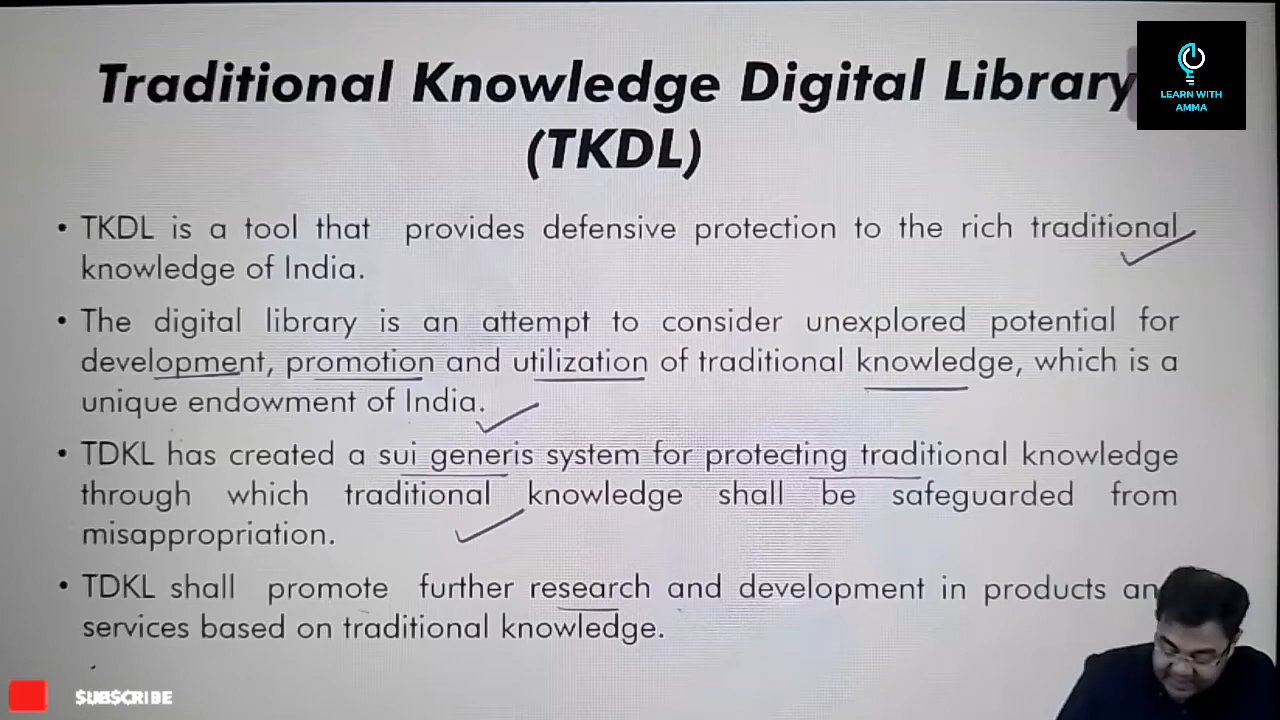 Traditional Knowledge Digital Library
(TKDL)
LEARN WITH
AMMA
• TKDL is a tool that provides defensive protection to the rich traditional
knowledge of India.
• The digital library is an attempt to consider unexplored potential for
development, promotion and utilization of traditional knowledge, which is a
unique endowment of India.
• TDKL has created a sui generis system for protecting traditional knowledge
through which traditional knowledge shall be safeguarded from
misappropriation.
• TDKL shall promote further research and development in products an
services based on traditional knowledge.
SUBSCRIBE